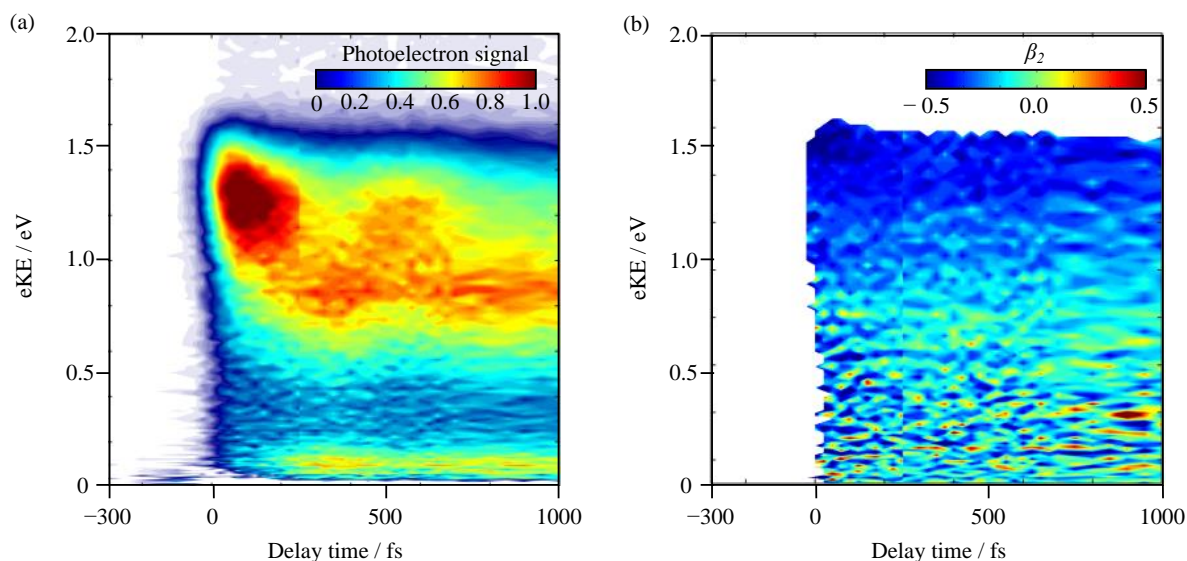 (a)
2.0
Photoelectron signal
0 0.2 0.4 0.6 0.8 1.0
1.5
eKE / eV
1.0
0.5
0
−300 0 500 1000
Delay time / fs
(b)
2.0
β2
−0.5 0.0 0.5
1.5
eKE / eV
1.0
0.5
0
−300 0 500 1000
Delay time / fs